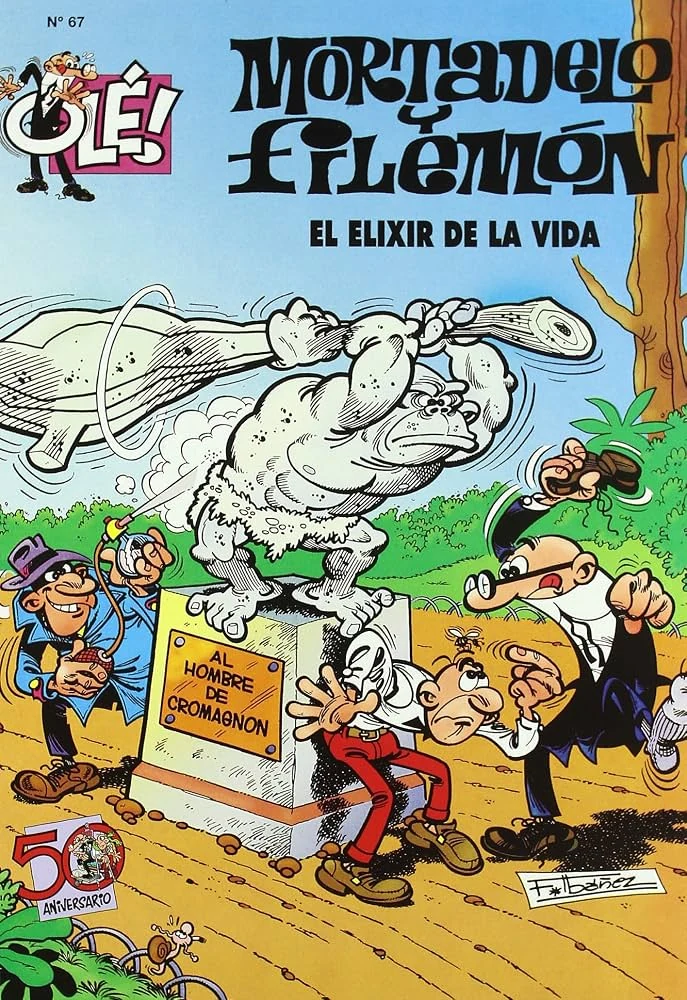 Nº 67
OLÉ!
MORTADELO
Y
FILEMÓN
EL ELIXIR DE LA VIDA
AL
HOMBRE
DE
CROMAGNON
50
ANIVERSARIO
F. Ibáñez